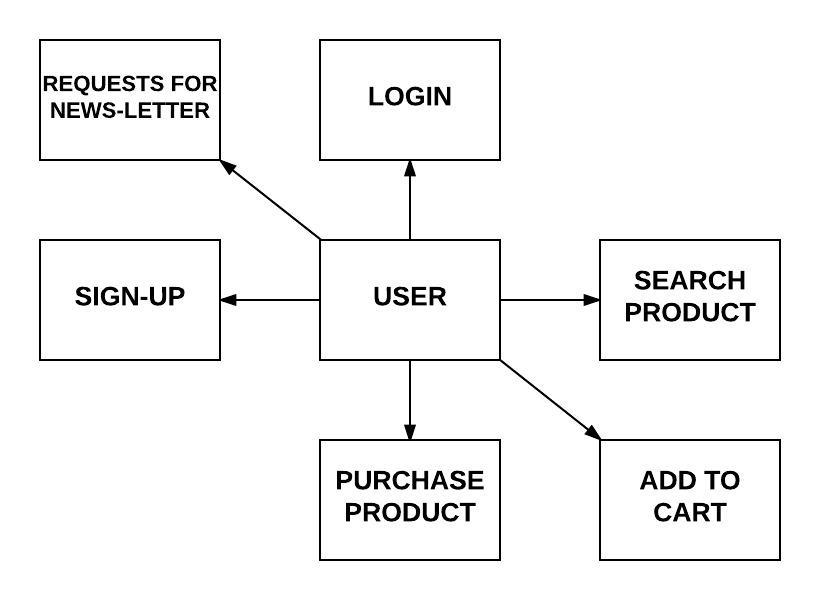 REQUESTS FOR
NEWS-LETTER
LOGIN
SIGN-UP
USER
SEARCH
PRODUCT
PURCHASE
PRODUCT
ADD TO
CART